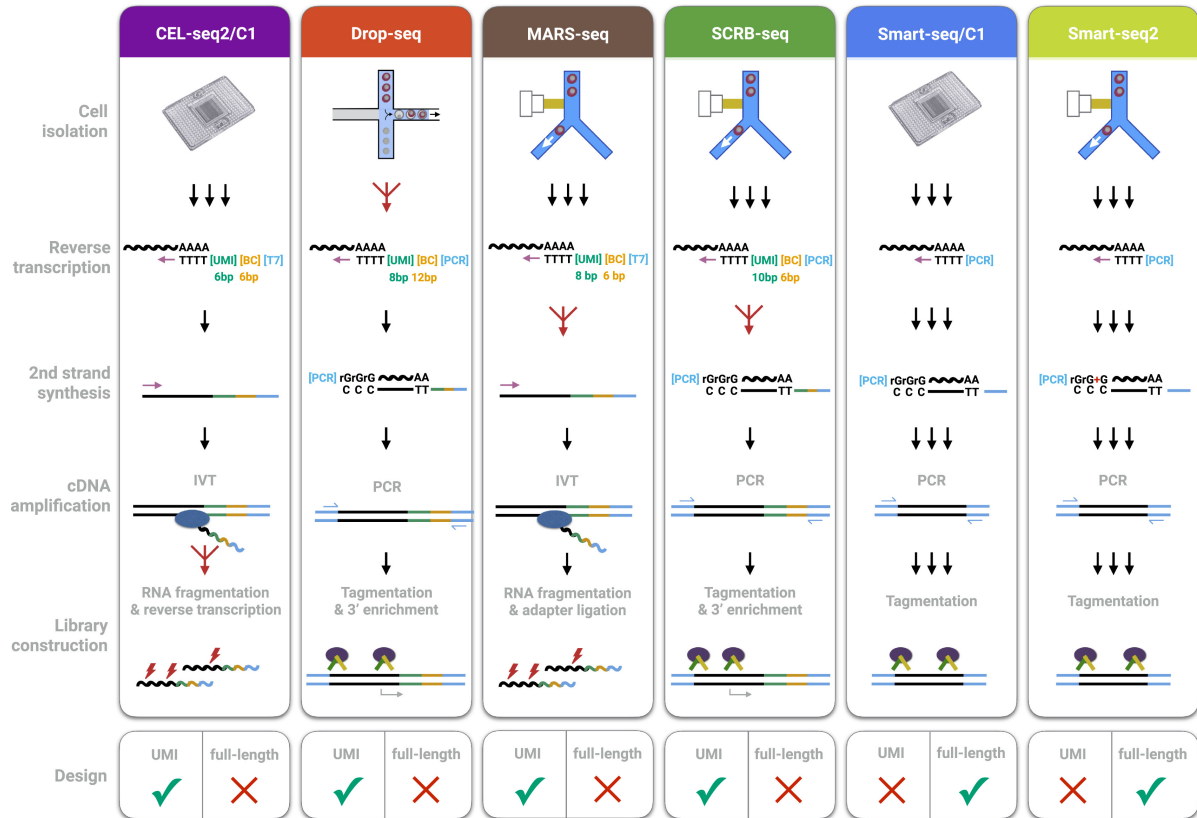 CEL-seq2/C1
Drop-seq
MARS-seq
SCRB-seq
Smart-seq/C1
Smart-seq2
Cell
isolation
Reverse
transcription
AAAA
TTTT [UMI] [BC] [T7]
6bp 6bp
AAAA
TTTT [UMI] [BC] [PCR]
8bp 12bp
AAAA
TTTT [UMI] [BC] [T7]
8 bp 6 bp
AAAA
TTTT [UMI] [BC] [PCR]
10bp 6bp
AAAA
TTTT [PCR]
AAAA
TTTT [PCR]
2nd strand
synthesis
[PCR] rGrGrG AA
C C C TT
[PCR] rGrGrG AA
C C C TT
[PCR] rGrGrG AA
C C C TT
[PCR] rGrG+G AA
C C C TT
cDNA
amplification
IVT
PCR
IVT
PCR
PCR
PCR
Library
construction
RNA fragmentation
& reverse transcription
Tagmentation
& 3' enrichment
RNA fragmentation
& adapter ligation
Tagmentation
& 3' enrichment
Tagmentation
Tagmentation
Design
UMI full-length
UMI full-length
UMI full-length
UMI full-length
UMI full-length
UMI full-length